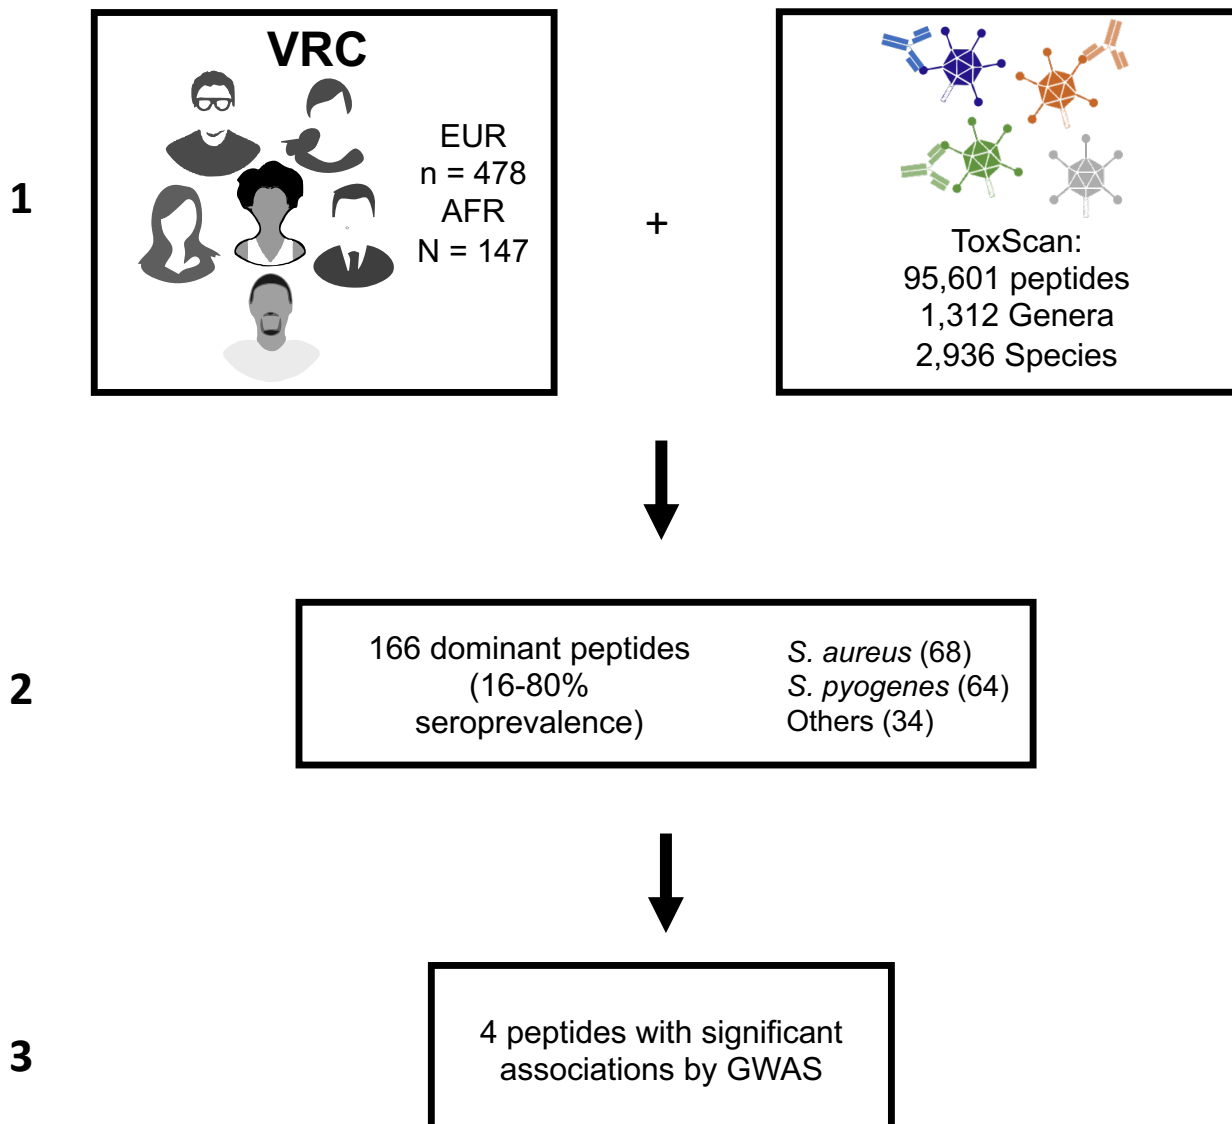 1
VRC
EUR
n = 478
AFR
N = 147
+
ToxScan:
95,601 peptides
1,312 Genera
2,936 Species
2
166 dominant peptides
(16-80%
seroprevalence)
S. aureus (68)
S. pyogenes (64)
Others (34)
3
4 peptides with significant
associations by GWAS